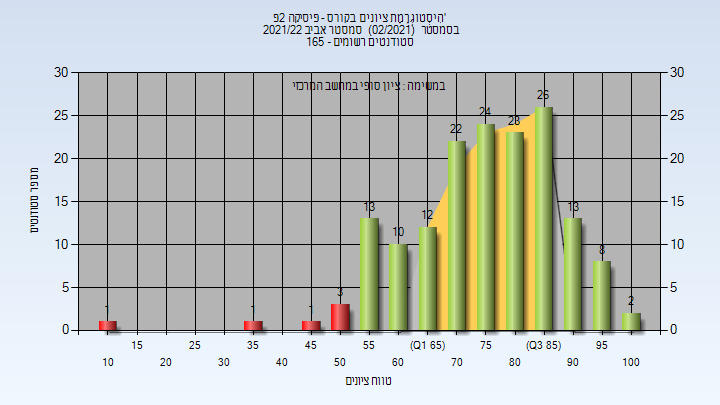 'היסטוגרמת ציונים בקורס - פיסיקה 2פ
בסמסטר (02/2021) סמסטר אביב 2021/22
סטודנטים רשומים - 165
במשימה : ציון סופי במחשב המרכזי
מספר סטודנטים
30 25 20 15 10 5 0
1 1 1 3 13 10 12 22 24 23 26 13 8 2
30 25 20 15 10 5 0
15 25 35 45 55 (Q1 65) 75 (Q3 85) 95
10 20 30 40 50 60 70 80 90 100
טווח ציונים